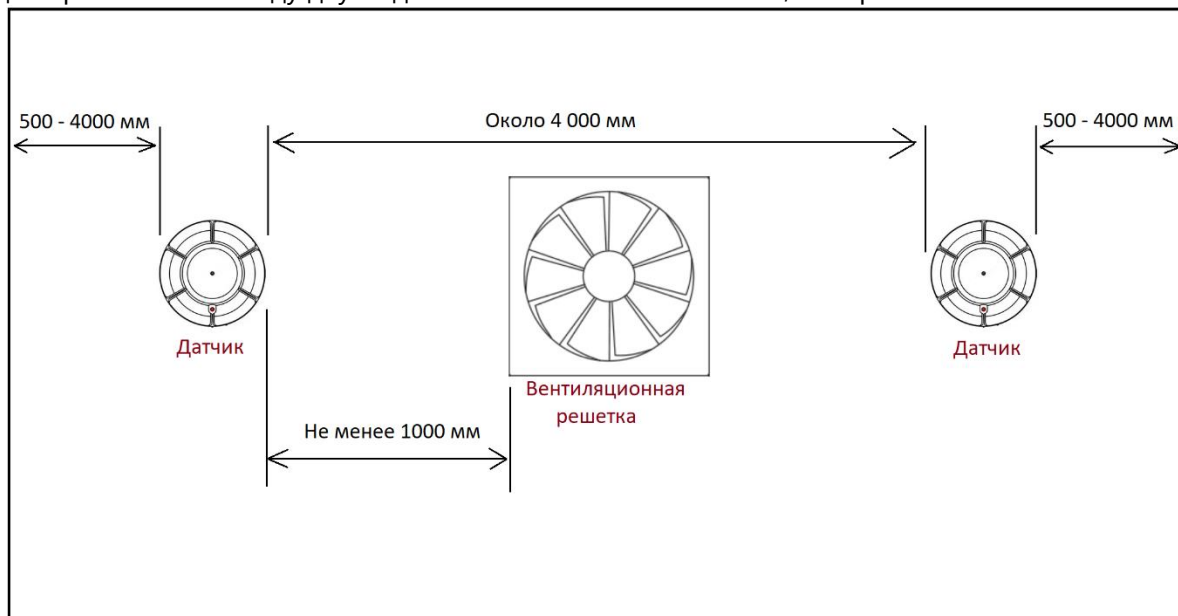 500 - 4000 мм
Около 4 000 мм
500 - 4000 мм
Датчик
Датчик
Вентиляционная
решетка
Не менее 1000 мм